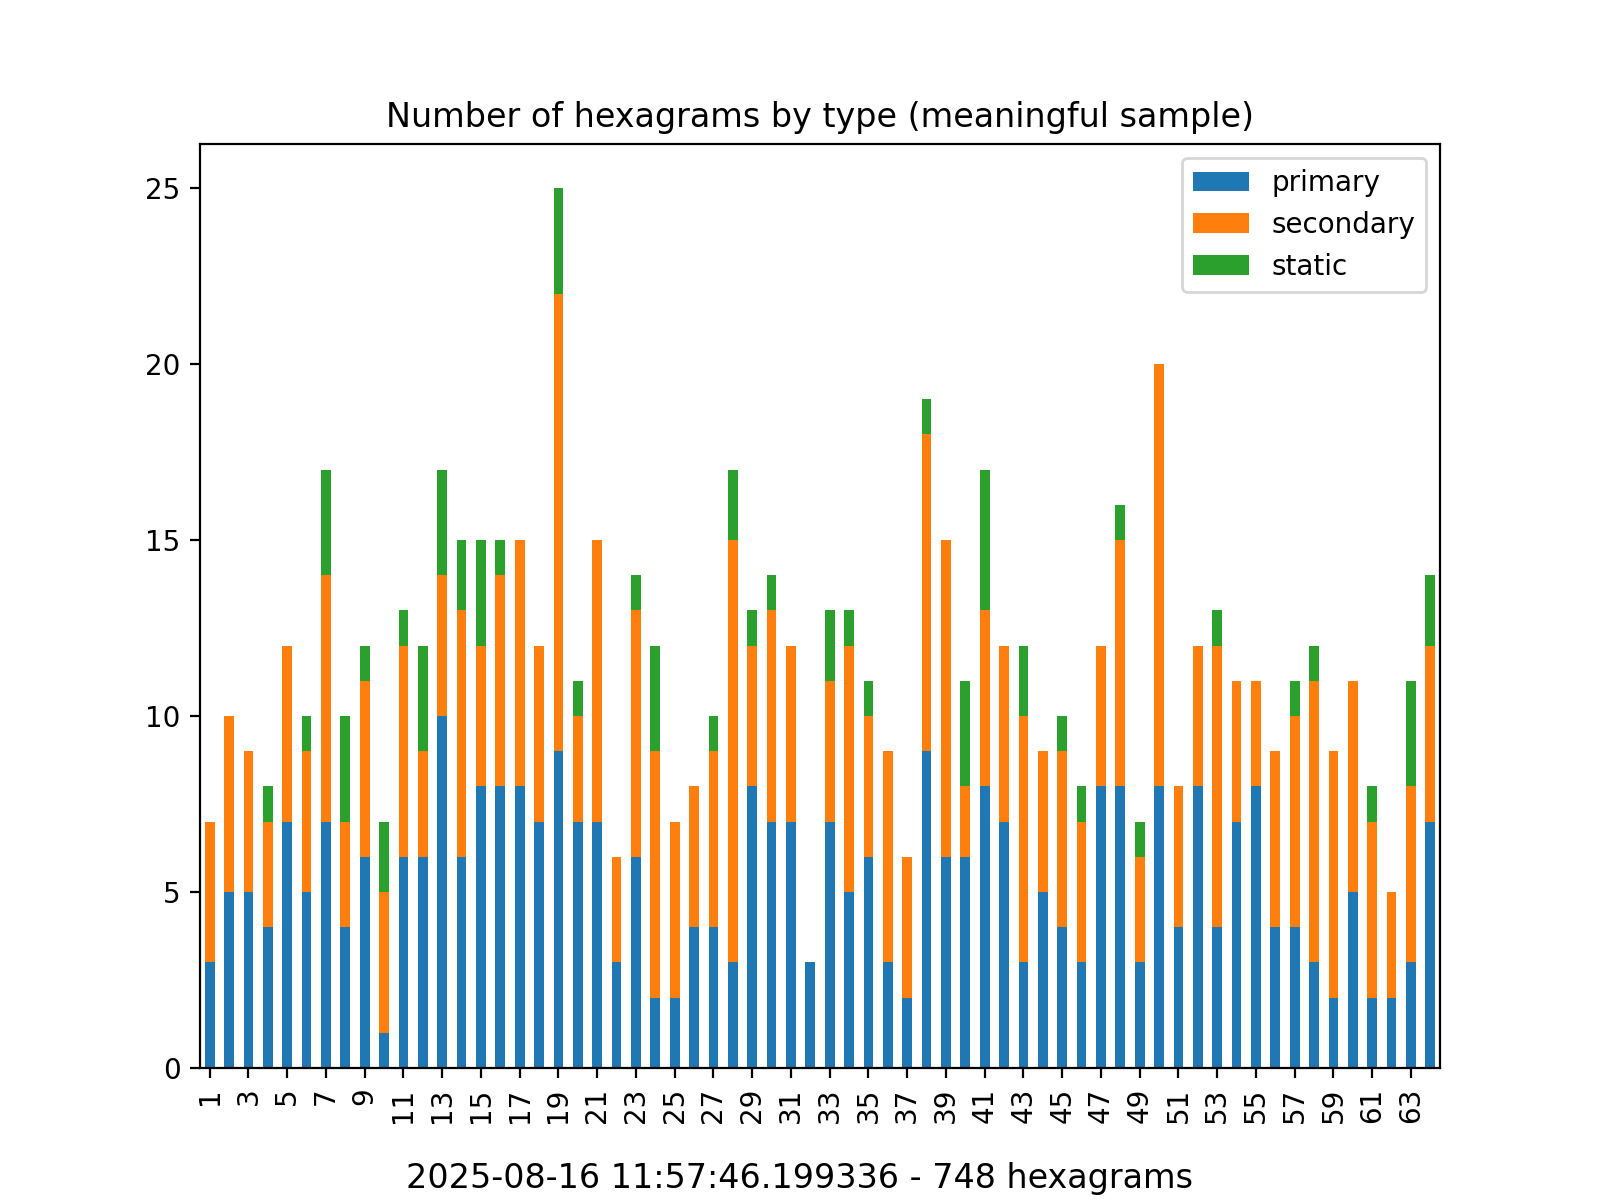 Number of hexagrams by type (meaningful sample)
primary
secondary
static
25
20
15
10
5
0
1 3 5 7 9 11 13 15 17 19 21 23 25 27 29 31 33 35 37 39 41 43 45 47 49 51 53 55 57 59 61 63
2025-08-16 11:57:46.199336 - 748 hexagrams